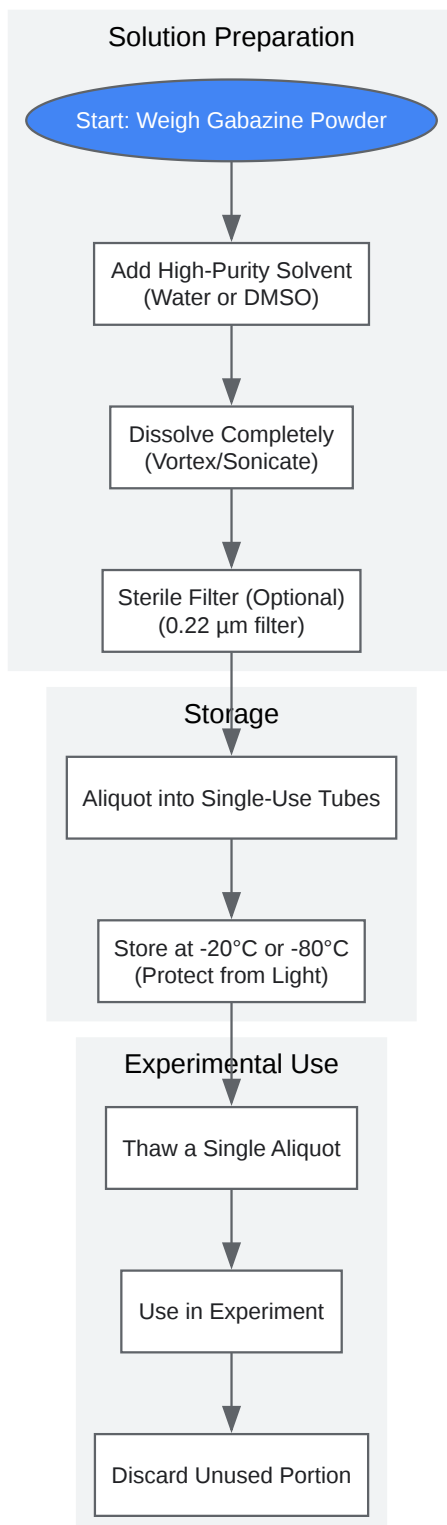 Solution Preparation
Start: Weigh Gabazine Powder
Add High-Purity Solvent
(Water or DMSO)
Dissolve Completely
(Vortex/Sonicate)
Sterile Filter (Optional)
(0.22 µm filter)
Storage
Aliquot into Single-Use Tubes
Store at -20°C or -80°C
(Protect from Light)
Experimental Use
Thaw a Single Aliquot
Use in Experiment
Discard Unused Portion